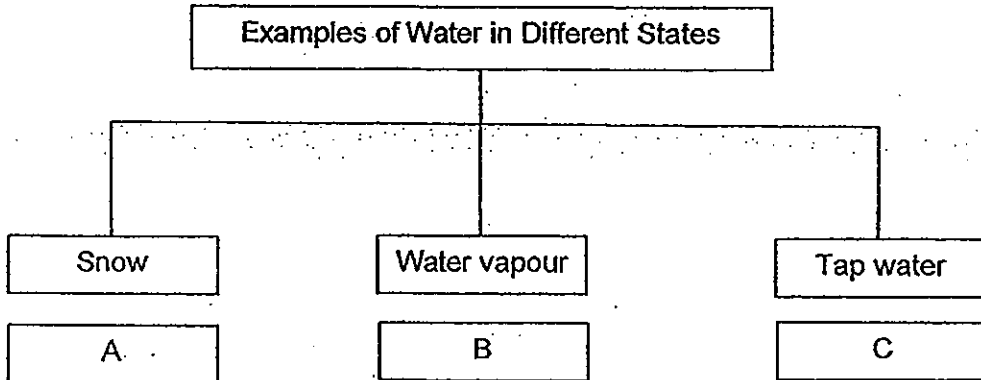 Examples of Water in Different States
Snow
Water vapour
Tap water
A
B
C